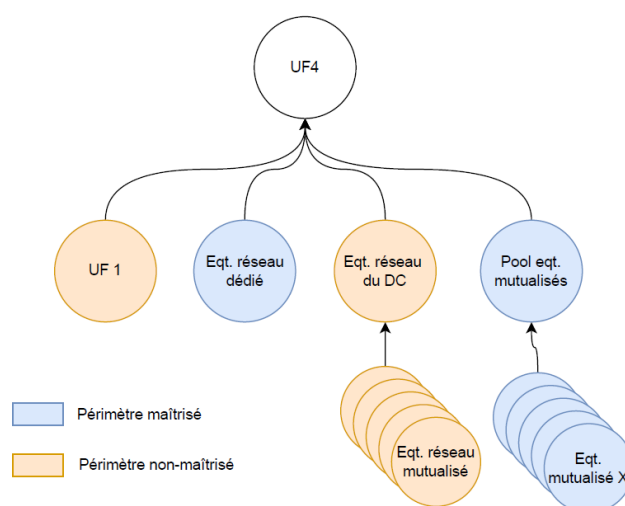 UF4
UF 1
Eqt. réseau
dédié
Eqt. réseau
du DC
Pool eqt.
mutualisés
Périmètre maîtrisé
Périmètre non-maîtrisé
Eqt. réseau
mutualisé
Eqt.
mutualisé X